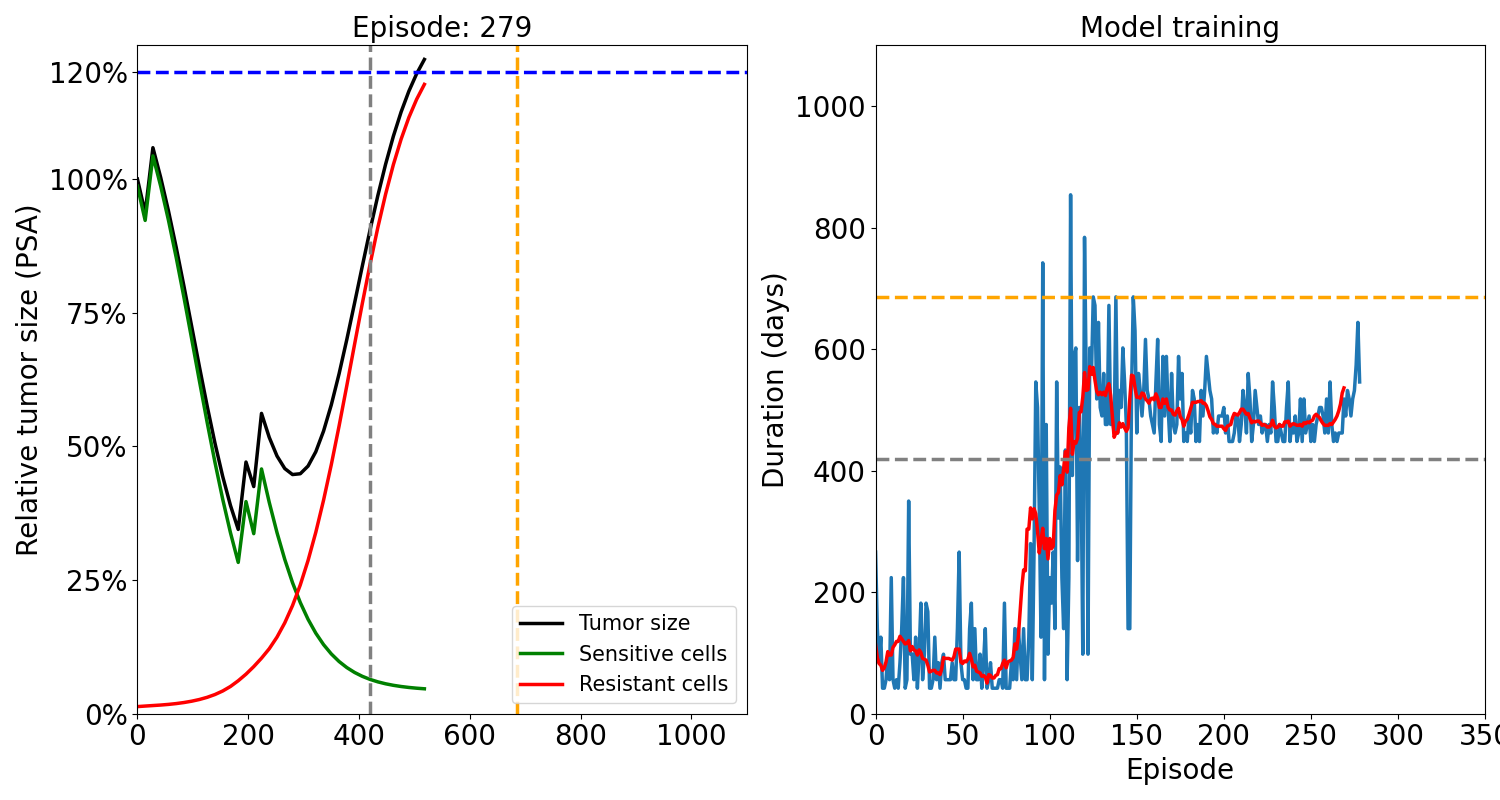 Episode: 279
Relative tumor size (PSA)
120%
100%
75%
50%
25%
0%
0 200 400 600 800 1000
Tumor size
Sensitive cells
Resistant cells
Model training
Duration (days)
1000
800
600
400
200
0
0 50 100 150 200 250 300 350
Episode